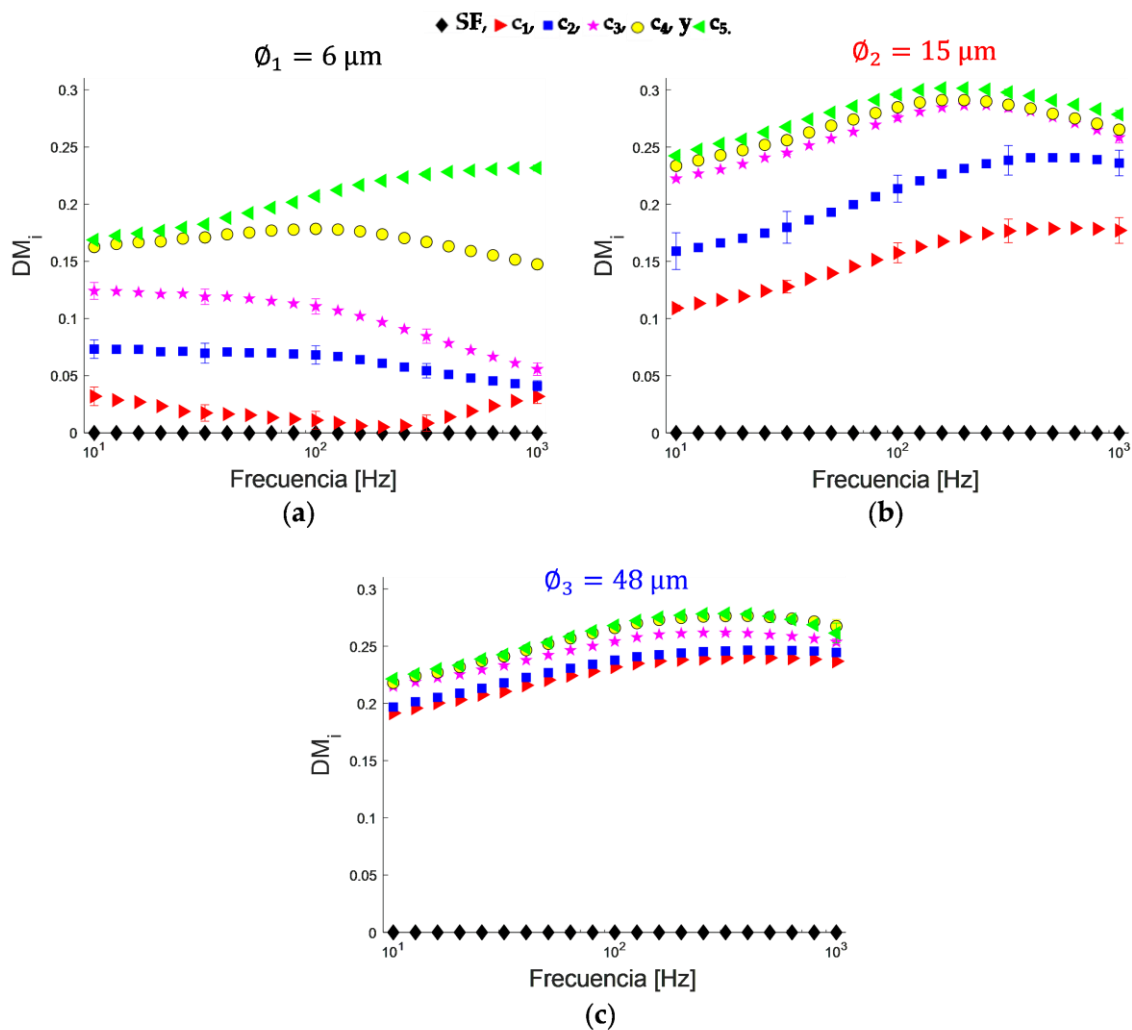 SF, c₁, c₂, c₃, c₄, y c₅.
∅₁ = 6 μm
∅₂ = 15 μm
0.3
0.25
0.2
0.15
0.1
0.05
0
DMᵢ
10¹
10²
10³
Frecuencia [Hz]
(a)
0.3
0.25
0.2
0.15
0.1
0.05
0
DMᵢ
10¹
10²
10³
Frecuencia [Hz]
(b)
∅₃ = 48 μm
0.3
0.25
0.2
0.15
0.1
0.05
0
DMᵢ
10¹
10²
10³
Frecuencia [Hz]
(c)